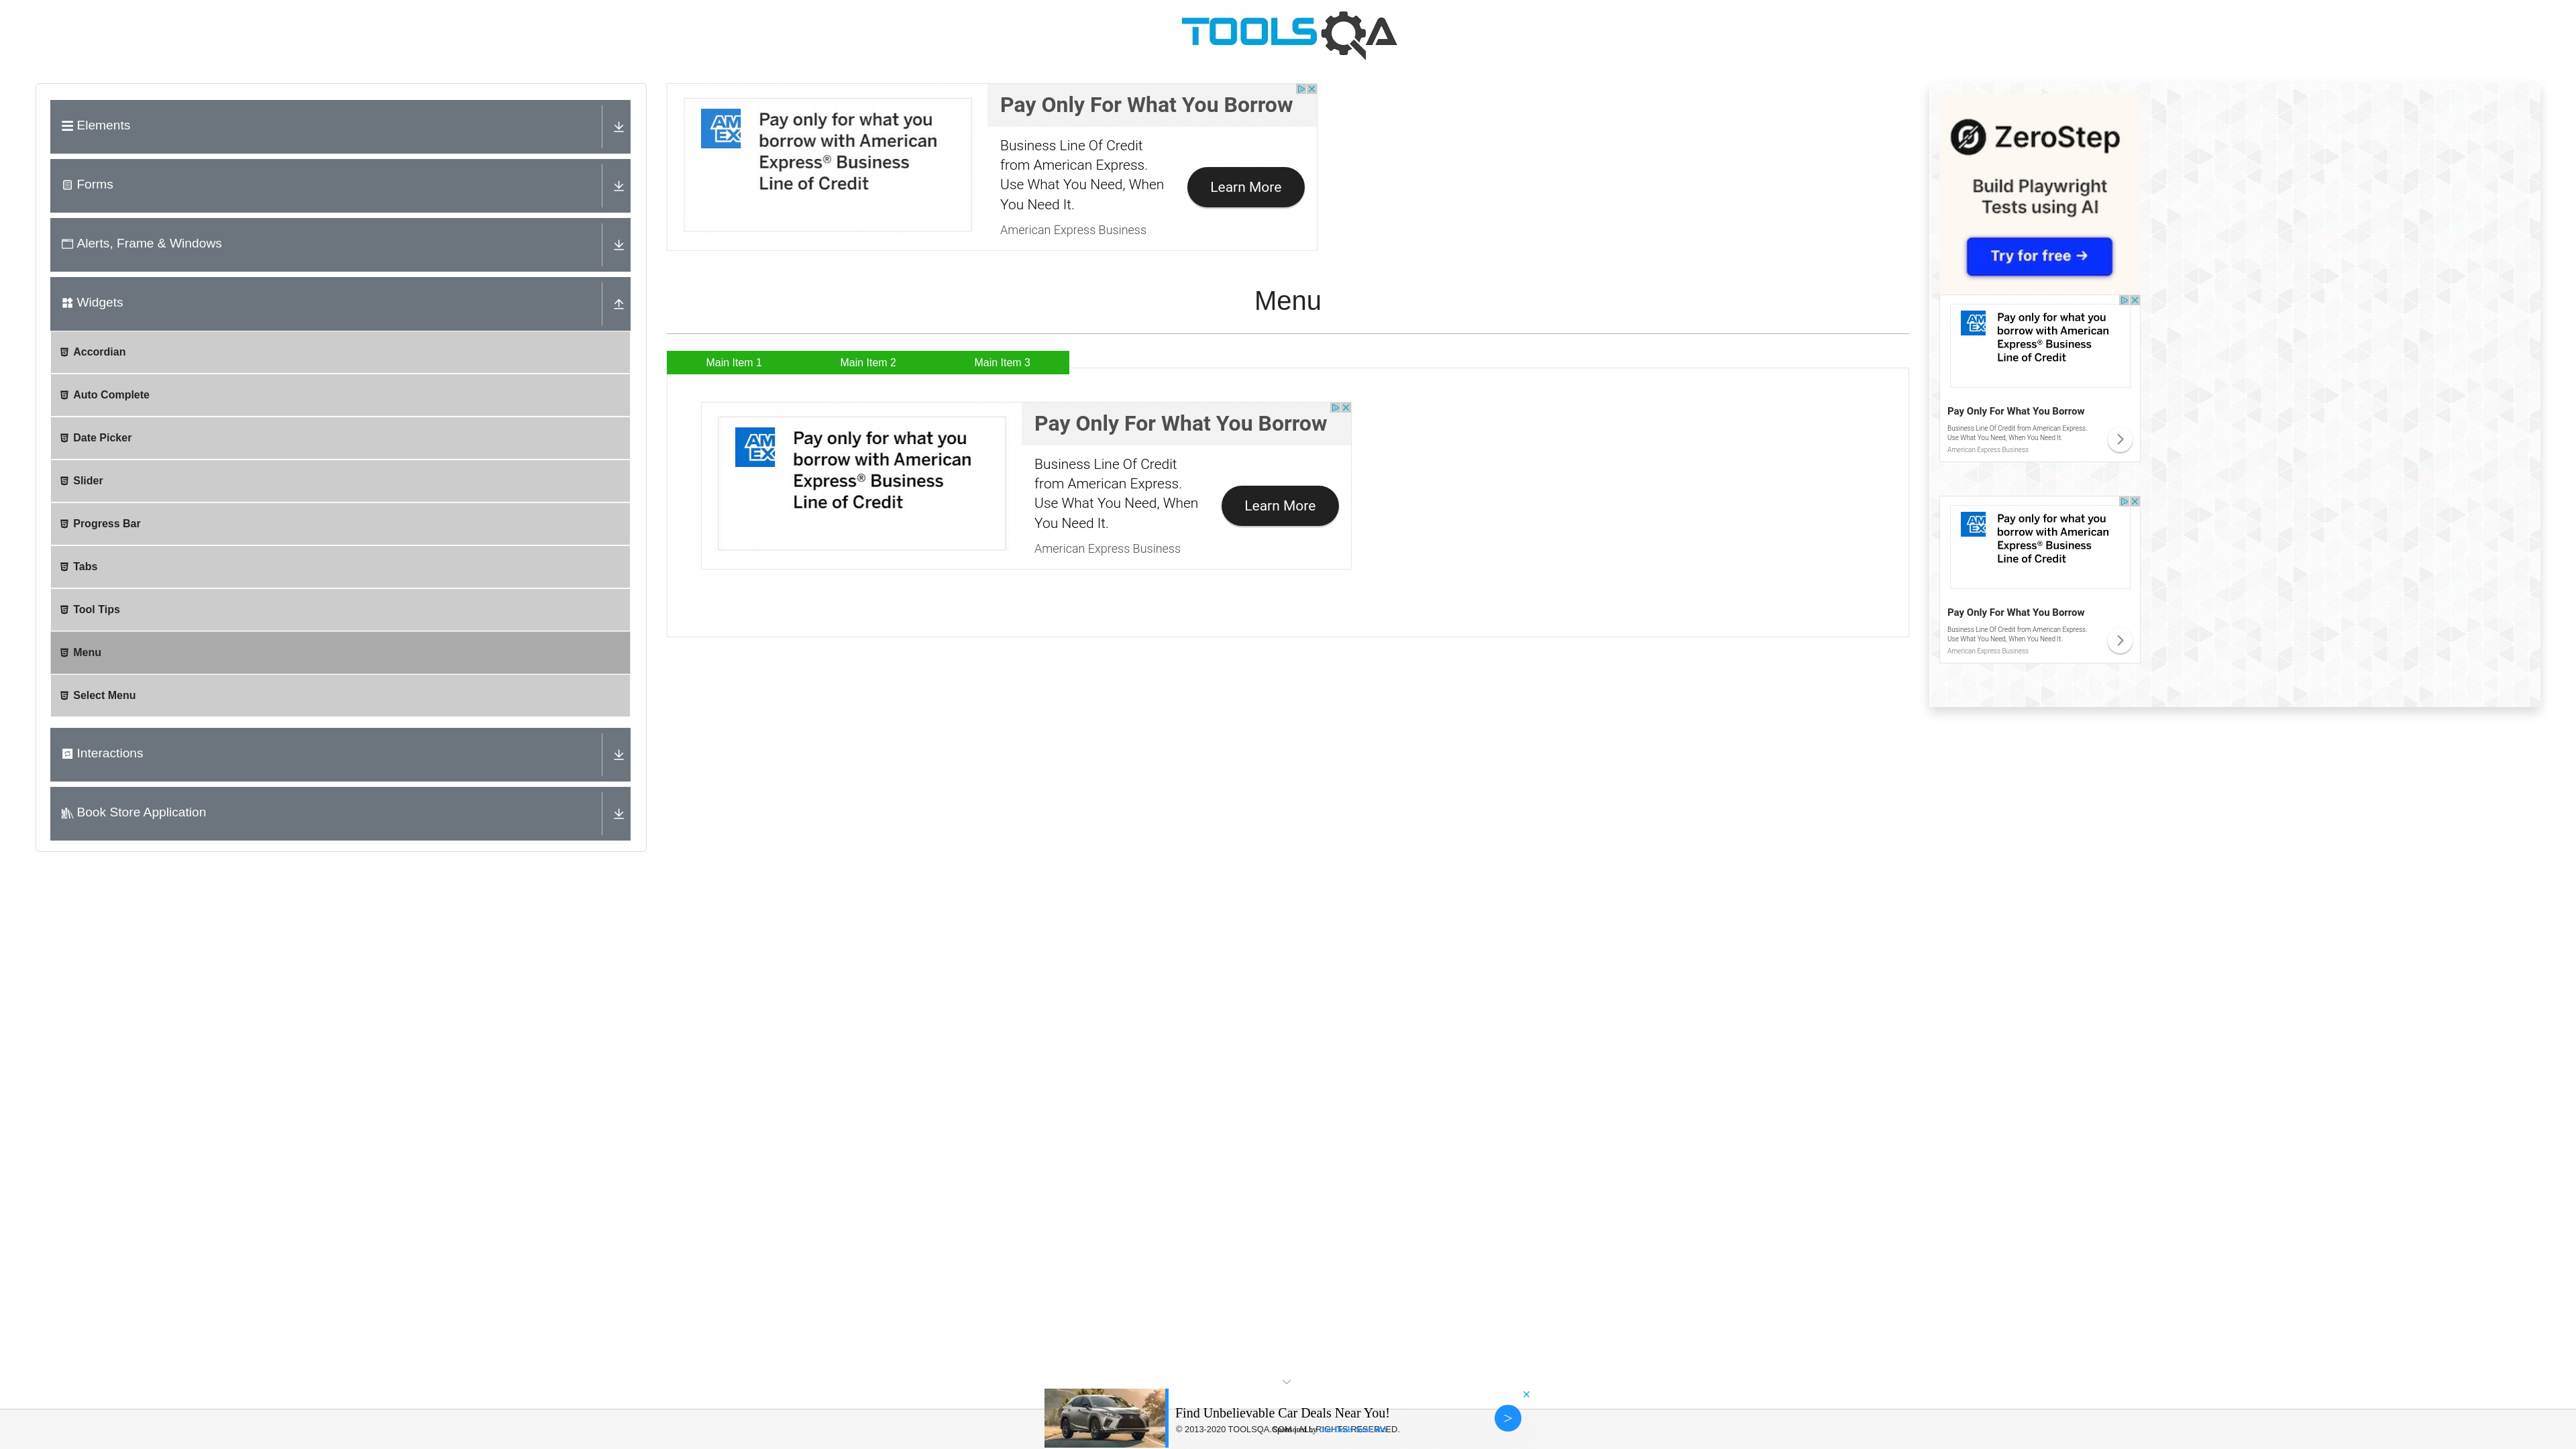 TOOLSQA
Elements
Forms
Alerts, Frame & Windows
Widgets
Accordian
Auto Complete
Date Picker
Slider
Progress Bar
Tabs
Tool Tips
Menu
Select Menu
Interactions
Book Store Application
AM
EX
Pay only for what you
borrow with American
Express® Business
Line of Credit
Pay Only For What You Borrow
Business Line Of Credit
from American Express.
Use What You Need, When
You Need It.
American Express Business
Learn More
Menu
Main Item 1
Main Item 2
Main Item 3
AM
EX
Pay only for what you
borrow with American
Express® Business
Line of Credit
Pay Only For What You Borrow
Business Line Of Credit
from American Express.
Use What You Need, When
You Need It.
American Express Business
Learn More
ZeroStep
Build Playwright
Tests using AI
Try for free →
AM
EX
Pay only for what you
borrow with American
Express® Business
Line of Credit
Pay Only For What You Borrow
Business Line Of Credit from American Express.
Use What You Need, When You Need It.
American Express Business
AM
EX
Pay only for what you
borrow with American
Express® Business
Line of Credit
Pay Only For What You Borrow
Business Line Of Credit from American Express.
Use What You Need, When You Need It.
American Express Business
Find Unbelievable Car Deals Near You!
© 2013-2020 TOOLSQA.COM | ALL RIGHTS RESERVED.